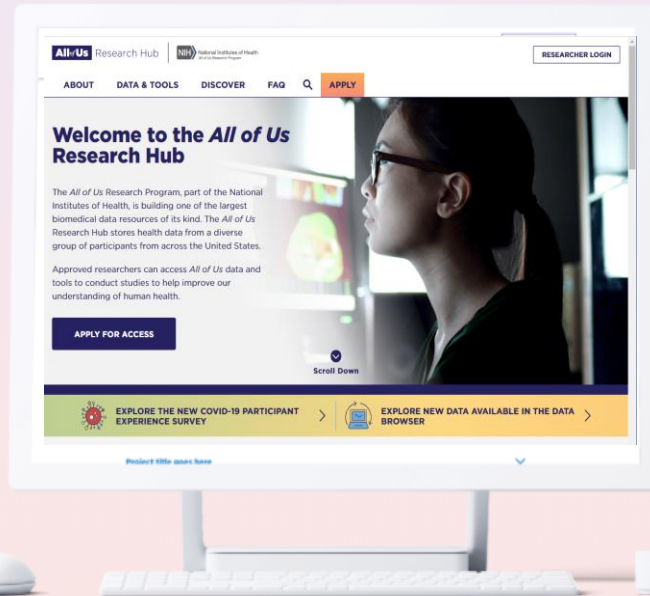 All of Us Research Hub
NIH National Institutes of Health
All of Us Research Program
RESEARCHER LOGIN
ABOUT DATA & TOOLS DISCOVER FAQ APPLY
Welcome to the All of Us
Research Hub
The All of Us Research Program, part of the National
Institutes of Health, is building one of the largest
biomedical data resources of its kind. The All of Us
Research Hub stores health data from a diverse
group of participants from across the United States.
Approved researchers can access All of Us data and
tools to conduct studies to help improve our
understanding of human health.
APPLY FOR ACCESS
Scroll Down
EXPLORE THE NEW COVID-19 PARTICIPANT
EXPERIENCE SURVEY
EXPLORE NEW DATA AVAILABLE IN THE DATA
BROWSER
Project title goes here